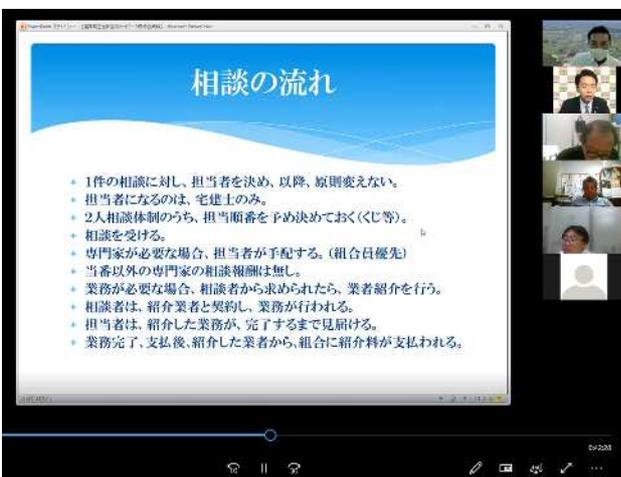 相談の流れ
1件の相談に対し、担当者を決め、以降、原則変えない。
担当者になるのは、宅建士のみ。
2人相談体制のうち、担当順番を予め決めておく(くじ等)。
相談を受ける。
専門家が必要な場合、担当者が手配する。(組合員優先)
当番以外の専門家の相談報酬は無し。
業務が必要な場合、相談者から求められたら、業者紹介を行う。
相談者は、紹介業者と契約し、業務が行われる。
担当者は、紹介した業務が、完了するまで見届ける。
業務完了、支払後、紹介した業者から、組合に紹介料が支払われる。
10
30